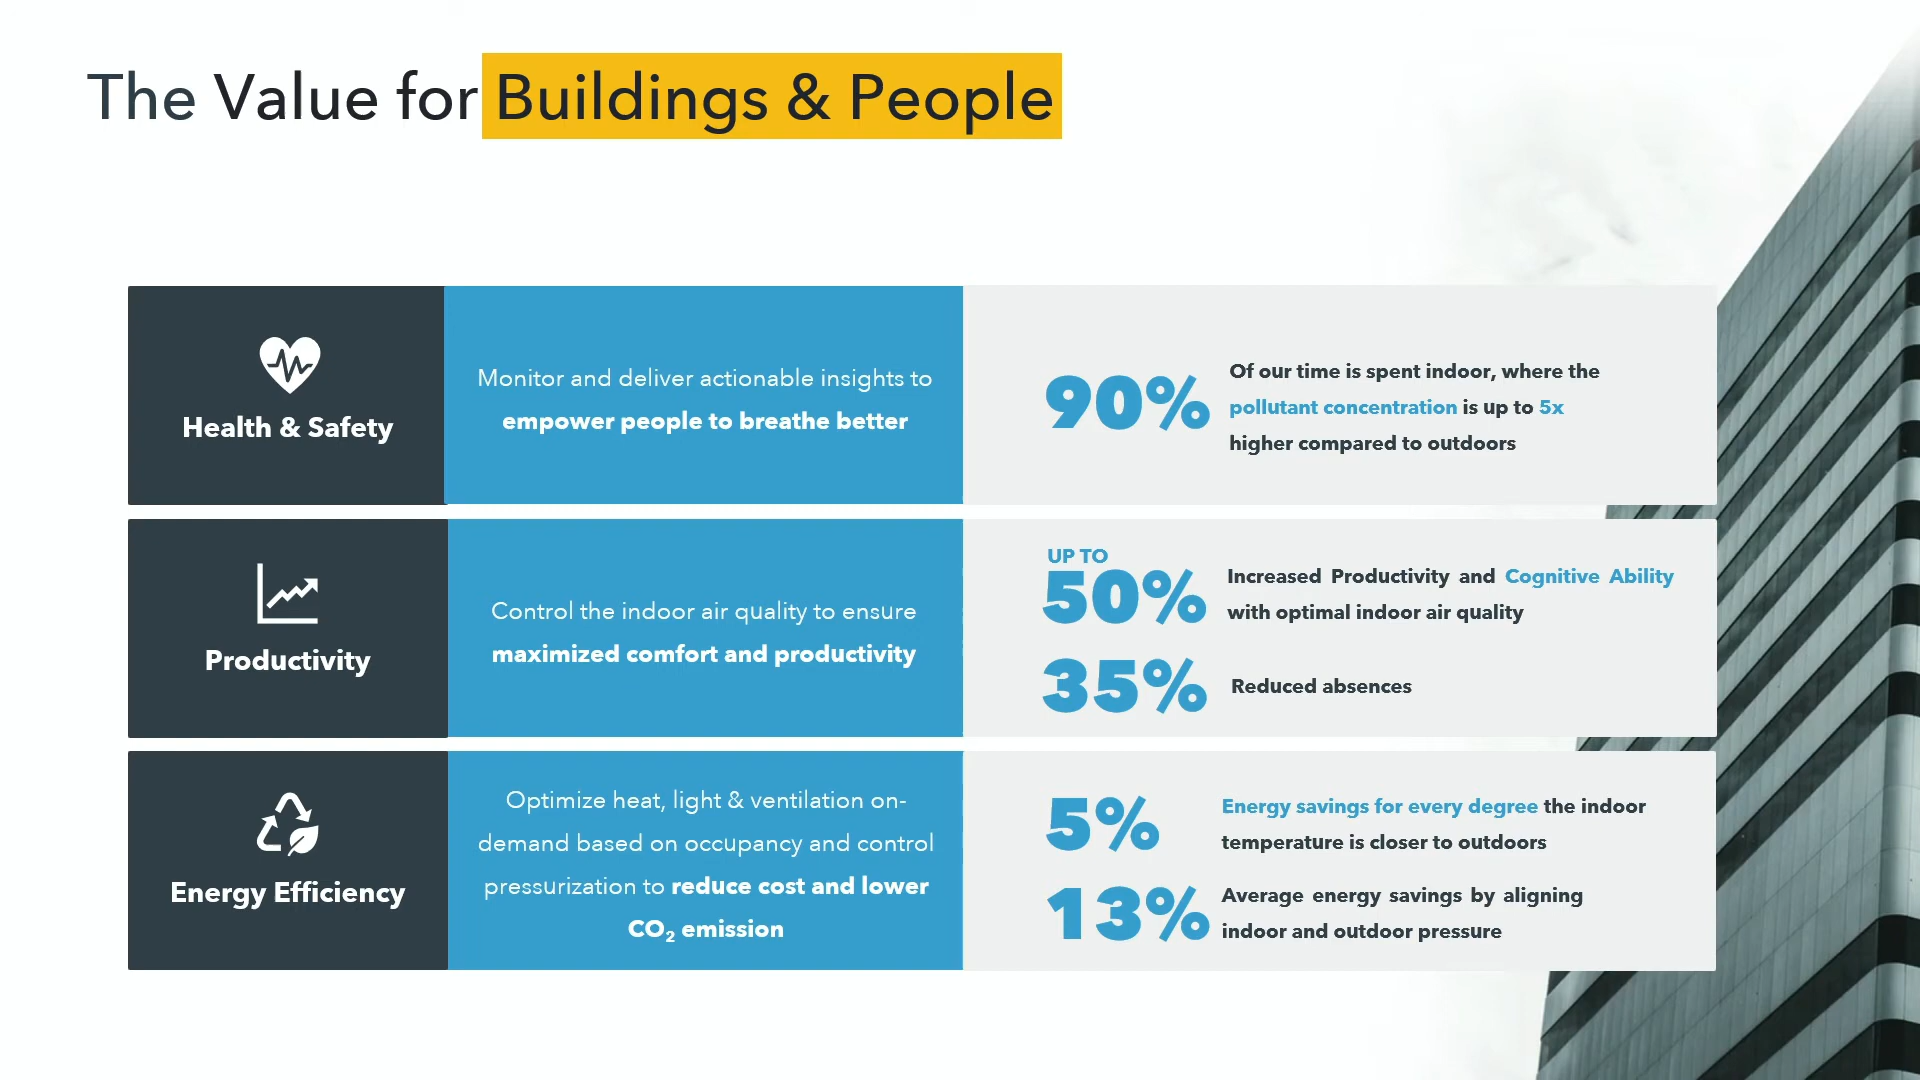 The Value for Buildings & People
Health & Safety
Monitor and deliver actionable insights to
empower people to breathe better
90%
Of our time is spent indoor, where the
pollutant concentration is up to 5x
higher compared to outdoors
Productivity
Control the indoor air quality to ensure
maximized comfort and productivity
UP TO
50%
Increased Productivity and Cognitive Ability
with optimal indoor air quality
35%
Reduced absences
Energy Efficiency
Optimize heat, light & ventilation on-
demand based on occupancy and control
pressurization to reduce cost and lower
CO₂ emission
5%
Energy savings for every degree the indoor
temperature is closer to outdoors
13%
Average energy savings by aligning
indoor and outdoor pressure